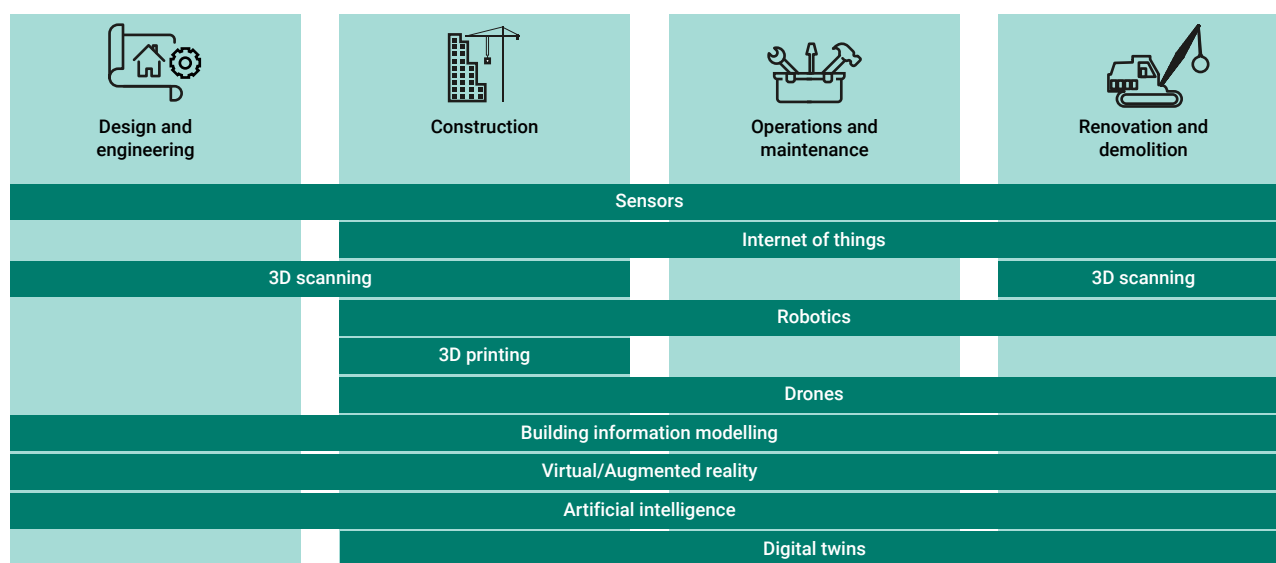 Design and
engineering
Construction
Operations and
maintenance
Renovation and
demolition
Sensors
Internet of things
3D scanning
3D scanning
Robotics
3D printing
Drones
Building information modelling
Virtual/Augmented reality
Artificial intelligence
Digital twins